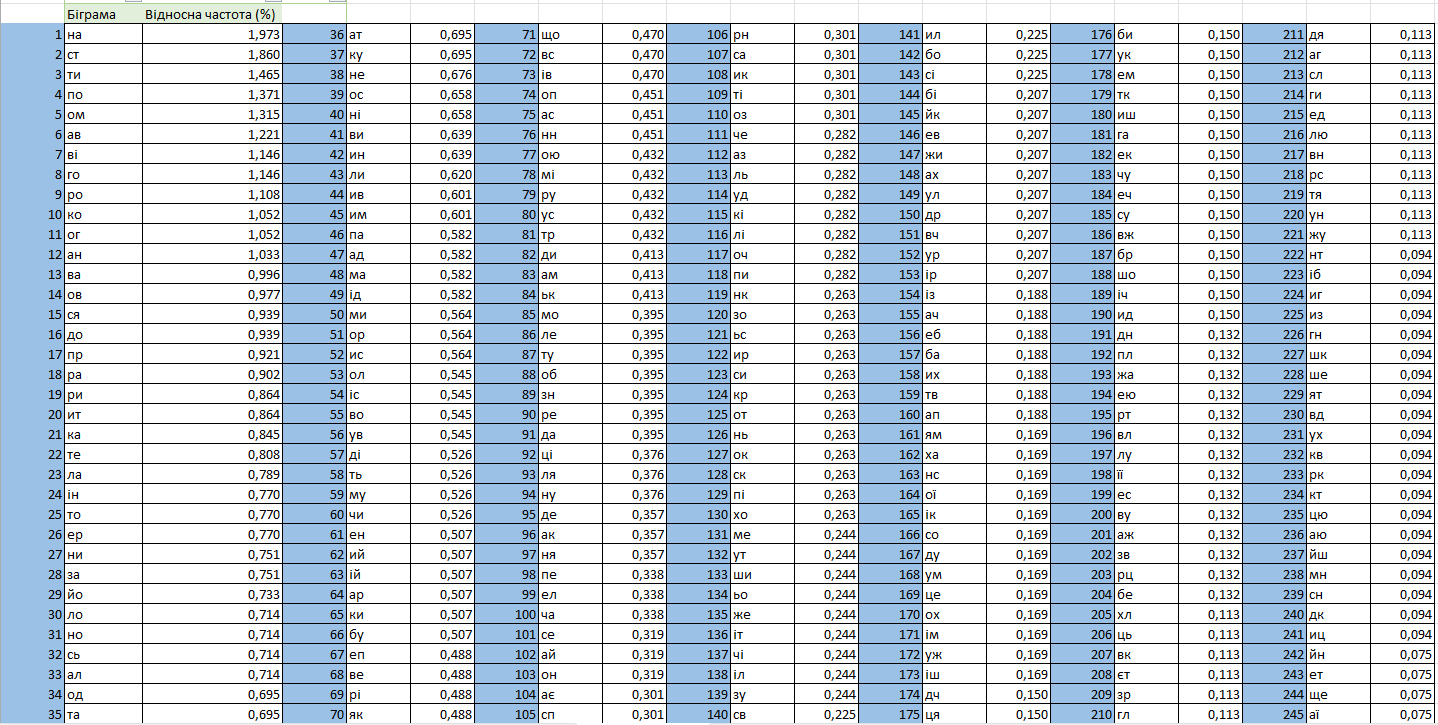 Біграма Відносна частота (%)
1 на 1,973 36 ат 0,695 71 що 0,470 106 рн 0,301 141 ил 0,225 176 би 0,150 211 дя 0,113
2 ст 1,860 37 ку 0,695 72 вс 0,470 107 са 0,301 142 бо 0,225 177 ук 0,150 212 аг 0,113
3 ти 1,465 38 не 0,676 73 ів 0,470 108 ик 0,301 143 сі 0,225 178 ем 0,150 213 сл 0,113
4 по 1,371 39 ос 0,658 74 оп 0,451 109 ті 0,301 144 бі 0,207 179 тк 0,150 214 ги 0,113
5 ом 1,315 40 ні 0,658 75 ас 0,451 110 оз 0,301 145 йк 0,207 180 иш 0,150 215 ед 0,113
6 ав 1,221 41 ви 0,639 76 нн 0,451 111 че 0,282 146 ев 0,207 181 га 0,150 216 лю 0,113
7 ві 1,146 42 ин 0,639 77 ою 0,432 112 аз 0,282 147 жи 0,207 182 ек 0,150 217 вн 0,113
8 го 1,146 43 ли 0,620 78 мі 0,432 113 ль 0,282 148 ах 0,207 183 чу 0,150 218 рс 0,113
9 ро 1,108 44 ив 0,601 79 ру 0,432 114 уд 0,282 149 ул 0,207 184 еч 0,150 219 тя 0,113
10 ко 1,052 45 им 0,601 80 ус 0,432 115 кі 0,282 150 др 0,207 185 су 0,150 220 ун 0,113
11 ог 1,052 46 па 0,582 81 тр 0,432 116 лі 0,282 151 вч 0,207 186 вж 0,150 221 жу 0,113
12 ан 1,033 47 ад 0,582 82 ди 0,413 117 оч 0,282 152 ур 0,207 187 бр 0,150 222 нт 0,094
13 ва 0,996 48 ма 0,582 83 ам 0,413 118 пи 0,282 153 ір 0,207 188 шо 0,150 223 іб 0,094
14 ов 0,977 49 ід 0,582 84 ьк 0,413 119 нк 0,263 154 із 0,188 189 іч 0,150 224 иг 0,094
15 ся 0,939 50 ми 0,564 85 мо 0,395 120 зо 0,263 155 ач 0,188 190 ид 0,150 225 из 0,094
16 до 0,939 51 ор 0,564 86 ле 0,395 121 ьс 0,263 156 еб 0,188 191 дн 0,132 226 гн 0,094
17 пр 0,921 52 ис 0,564 87 ту 0,395 122 ир 0,263 157 ба 0,188 192 пл 0,132 227 шк 0,094
18 ра 0,902 53 ол 0,545 88 об 0,395 123 си 0,263 158 их 0,188 193 жа 0,132 228 ше 0,094
19 ри 0,864 54 іс 0,545 89 зн 0,395 124 кр 0,263 159 тв 0,188 194 ею 0,132 229 ят 0,094
20 ит 0,864 55 во 0,545 90 ре 0,395 125 от 0,263 160 ап 0,188 195 рт 0,132 230 вд 0,094
21 ка 0,845 56 ув 0,545 91 да 0,395 126 нь 0,263 161 ям 0,169 196 вл 0,132 231 ух 0,094
22 те 0,808 57 ді 0,526 92 ці 0,376 127 ок 0,263 162 ха 0,169 197 лу 0,132 232 кв 0,094
23 ла 0,789 58 ть 0,526 93 ля 0,376 128 ск 0,263 163 нс 0,169 198 її 0,132 233 рк 0,094
24 ін 0,770 59 му 0,526 94 ну 0,376 129 пі 0,263 164 ої 0,169 199 ес 0,132 234 кт 0,094
25 то 0,770 60 чи 0,526 95 де 0,357 130 хо 0,263 165 ік 0,169 200 ву 0,132 235 цю 0,094
26 ер 0,770 61 ен 0,507 96 ак 0,357 131 ме 0,244 166 со 0,169 201 аж 0,132 236 аю 0,094
27 ни 0,751 62 ий 0,507 97 ня 0,357 132 ут 0,244 167 ду 0,169 202 зв 0,132 237 йш 0,094
28 за 0,751 63 ій 0,507 98 пе 0,338 133 ши 0,244 168 ум 0,169 203 рц 0,132 238 мн 0,094
29 йо 0,733 64 ар 0,507 99 ел 0,338 134 ьо 0,244 169 це 0,169 204 бе 0,132 239 сн 0,094
30 ло 0,714 65 ки 0,507 100 ча 0,338 135 же 0,244 170 ох 0,169 205 хл 0,113 240 дк 0,094
31 но 0,714 66 бу 0,507 101 се 0,319 136 іт 0,244 171 ім 0,169 206 ць 0,113 241 иц 0,094
32 сь 0,714 67 еп 0,488 102 ай 0,319 137 чі 0,244 172 уж 0,169 207 вк 0,113 242 йн 0,075
33 ал 0,714 68 ве 0,488 103 он 0,319 138 іл 0,244 173 іш 0,169 208 єт 0,113 243 ет 0,075
34 од 0,695 69 рі 0,488 104 ає 0,301 139 зу 0,244 174 дч 0,150 209 зр 0,113 244 ще 0,075
35 та 0,695 70 як 0,488 105 сп 0,301 140 св 0,225 175 ця 0,150 210 гл 0,113 245 аї 0,075